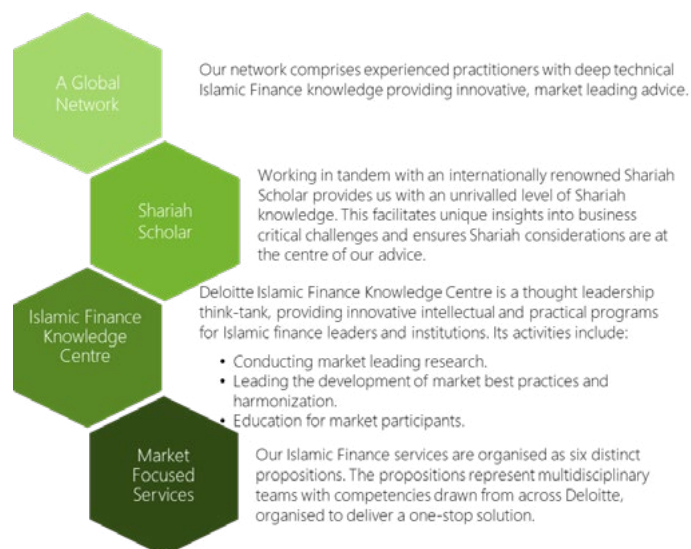 A Global
Network
Our network comprises experienced practitioners with deep technical
Islamic Finance knowledge providing innovative, market leading advice.
Shariah
Scholar
Working in tandem with an internationally renowned Shariah
Scholar provides us with an unrivalled level of Shariah
knowledge. This facilitates unique insights into business
critical challenges and ensures Shariah considerations are at
the centre of our advice.
Islamic Finance
Knowledge
Centre
Deloitte Islamic Finance Knowledge Centre is a thought leadership
think-tank, providing innovative intellectual and practical programs
for Islamic finance leaders and institutions. Its activities include:
• Conducting market leading research.
• Leading the development of market best practices and
harmonization.
• Education for market participants.
Market
Focused
Services
Our Islamic Finance services are organised as six distinct
propositions. The propositions represent multidisciplinary
teams with competencies drawn from across Deloitte,
organised to deliver a one-stop solution.